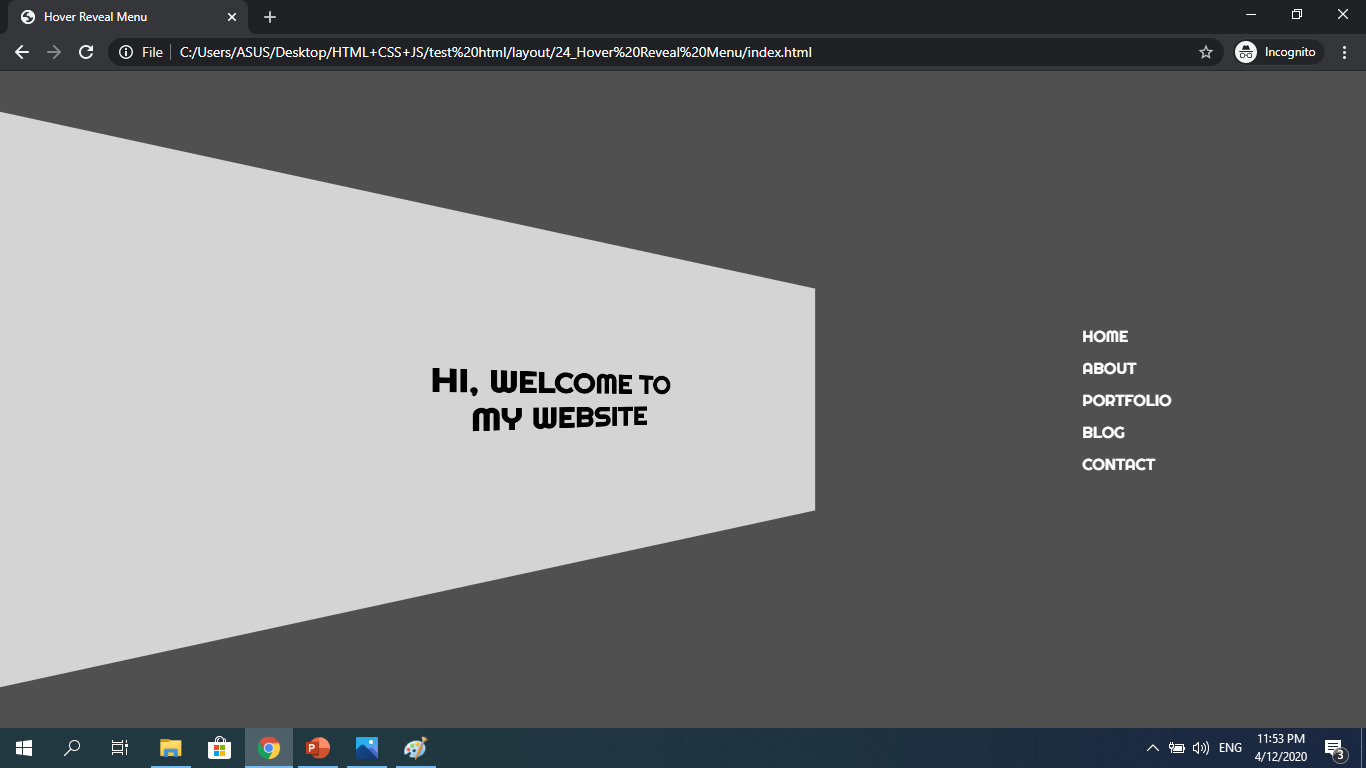 Hover Reveal Menu
File
C:/Users/ASUS/Desktop/HTML+CSS+JS/test%20html/layout/24_Hover%20Reveal%20Menu/index.html
Incognito
HI, WELCOME TO
MY WEBSITE
HOME
ABOUT
PORTFOLIO
BLOG
CONTACT
ENG
11:53 PM
4/12/2020
3